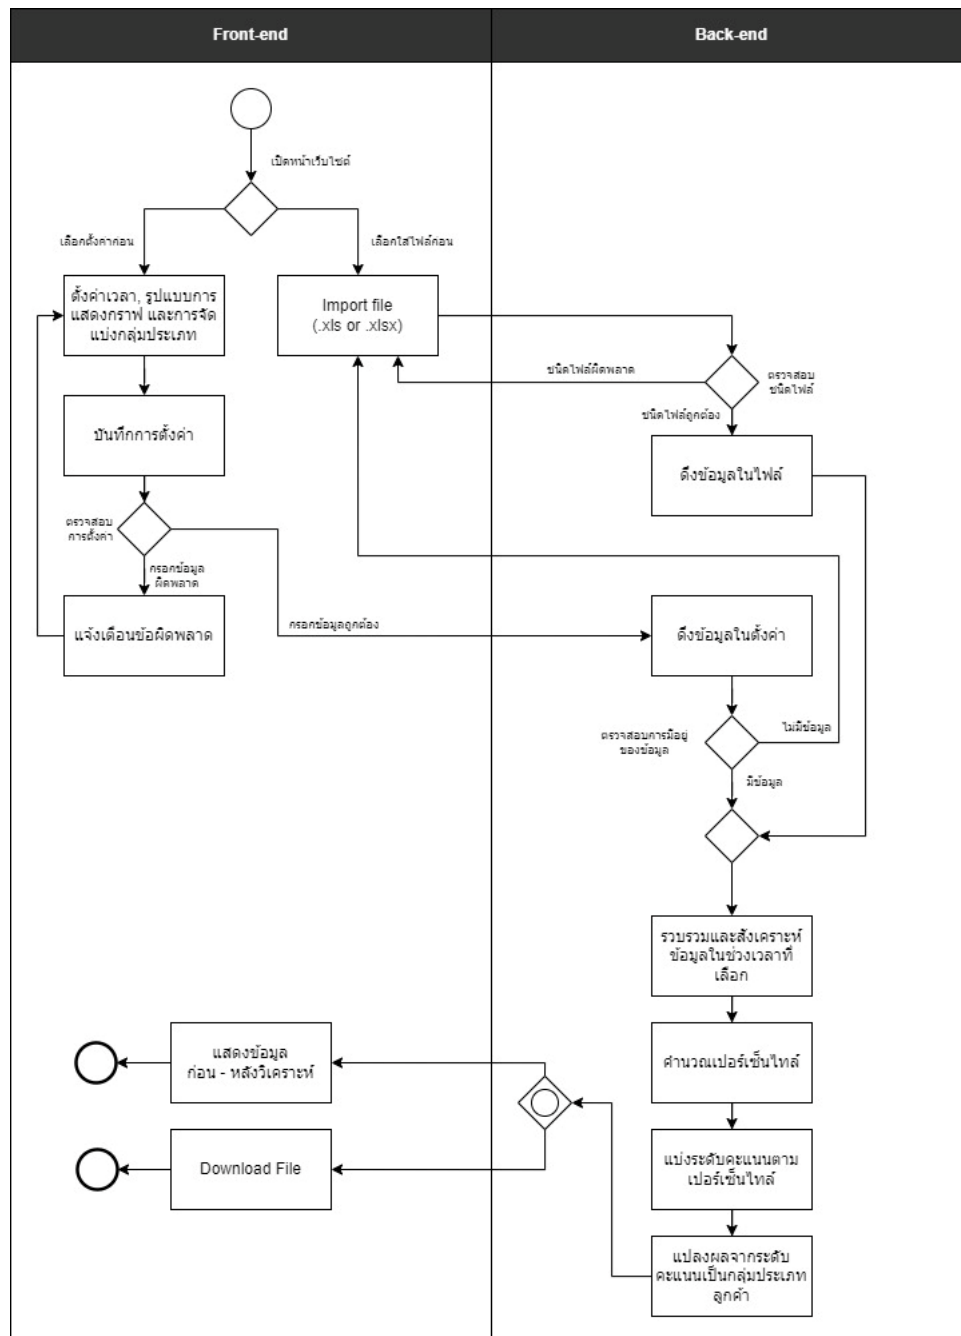 Front-end
Back-end
เปิดหน้าเว็บไซต์
เลือกตั้งค่าก่อน
เลือกใส่ไฟล์ก่อน
ตั้งค่าเวลา, รูปแบบการ
แสดงกราฟ และการจัด
แบ่งกลุ่มประเภท
Import file
(.xls or .xlsx)
ชนิดไฟล์ผิดพลาด
ตรวจสอบ
ชนิดไฟล์
ชนิดไฟล์ถูกต้อง
บันทึกการตั้งค่า
ดึงข้อมูลในไฟล์
ตรวจสอบ
การตั้งค่า
กรอกข้อมูล
ผิดพลาด
แจ้งเตือนข้อผิดพลาด
กรอกข้อมูลถูกต้อง
ดึงข้อมูลในตั้งค่า
ตรวจสอบการมีอยู่
ของข้อมูล
ไม่มีข้อมูล
มีข้อมูล
รวบรวมและสังเคราะห์
ข้อมูลในช่วงเวลาที่
เลือก
แสดงข้อมูล
ก่อน - หลังวิเคราะห์
คำนวณเปอร์เซ็นไทล์
Download File
แบ่งระดับคะแนนตาม
เปอร์เซ็นไทล์
แปลงผลจากระดับ
คะแนนเป็นกลุ่มประเภท
ลูกค้า